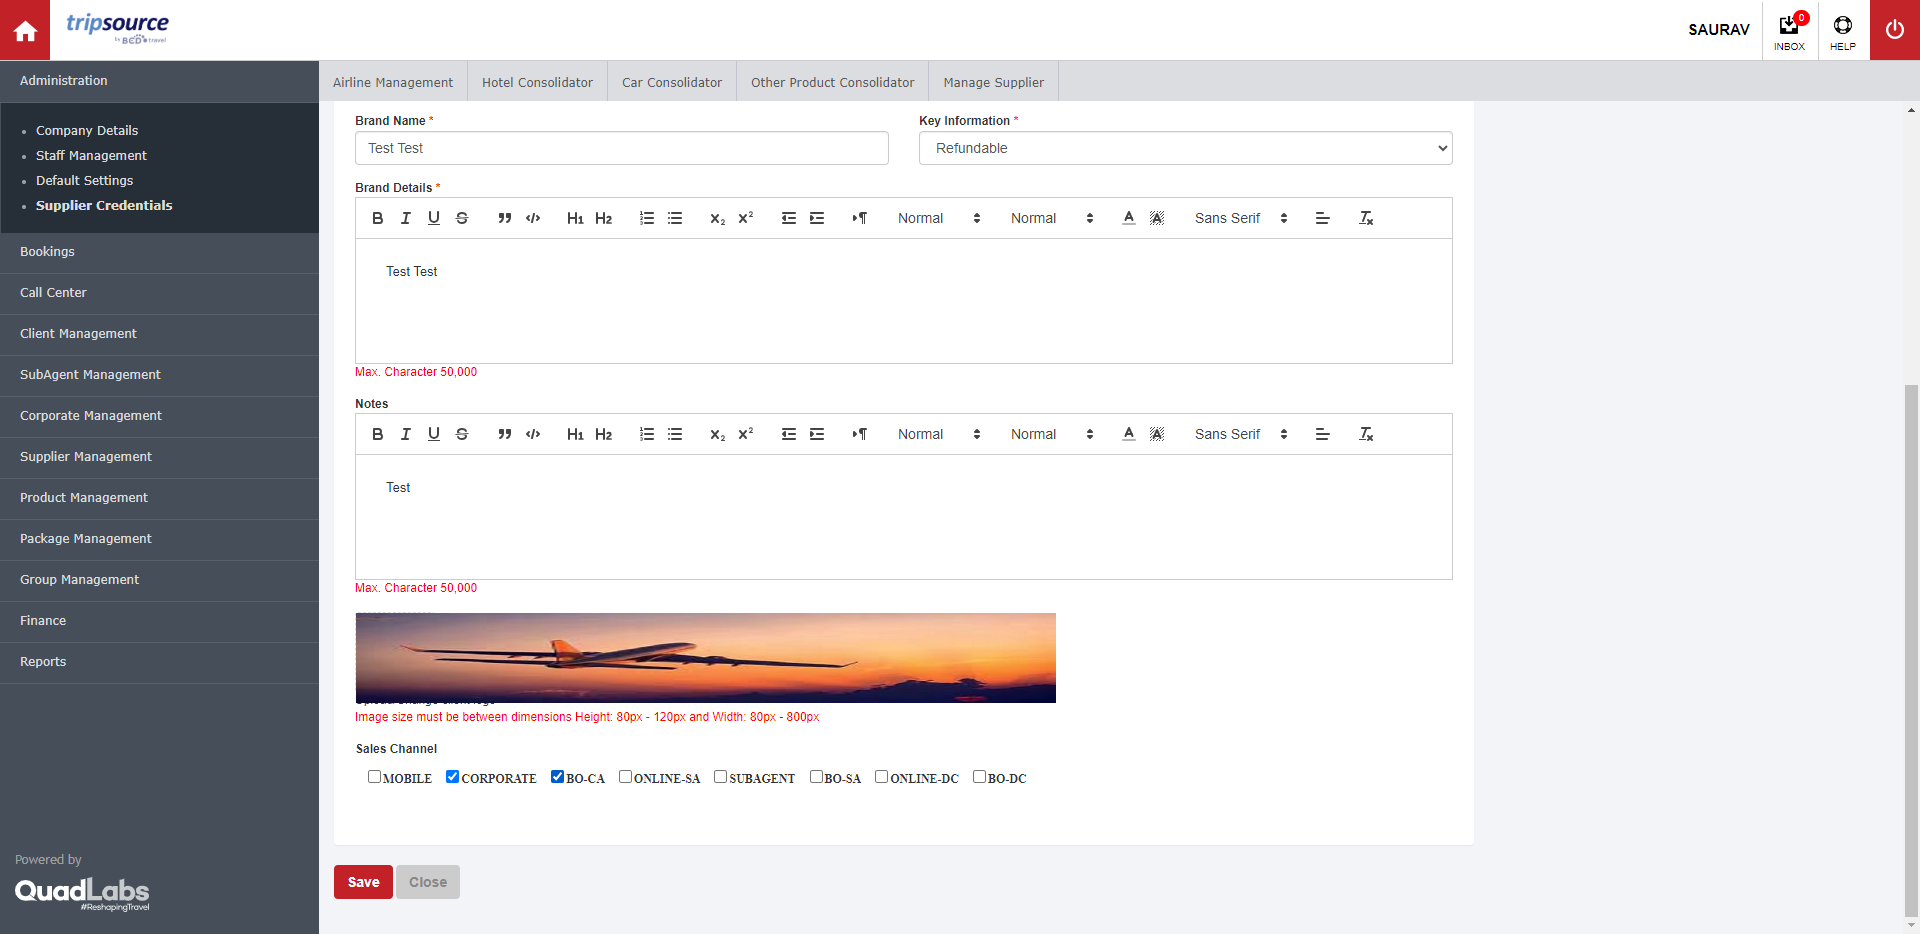 tripsource
by BCD travel
SAURAV
0
INBOX
HELP
Administration
Company Details
Staff Management
Default Settings
Supplier Credentials
Bookings
Call Center
Client Management
SubAgent Management
Corporate Management
Supplier Management
Product Management
Package Management
Group Management
Finance
Reports
Powered by
QuadLabs
#ReshapingTravel
Airline Management Hotel Consolidator Car Consolidator Other Product Consolidator Manage Supplier
Brand Name * Key Information *
Test Test Refundable
Brand Details *
B I U S H1 H2 x2 x2 Normal Normal A A Sans Serif Tx
Test Test
Max. Character 50,000
Notes
B I U S H1 H2 x2 x2 Normal Normal A A Sans Serif Tx
Test
Max. Character 50,000
Image size must be between dimensions Height: 80px - 120px and Width: 80px - 800px
Sales Channel
MOBILE CORPORATE BO-CA ONLINE-SA SUBAGENT BO-SA ONLINE-DC BO-DC
Save Close